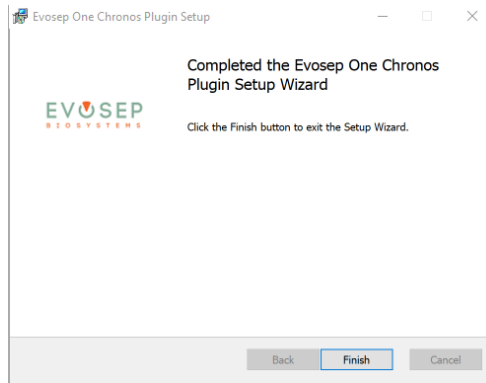 Evosep One Chronos Plugin Setup
Completed the Evosep One Chronos
Plugin Setup Wizard
EVOSEP
BIOSYSTEMS
Click the Finish button to exit the Setup Wizard.
Back
Finish
Cancel